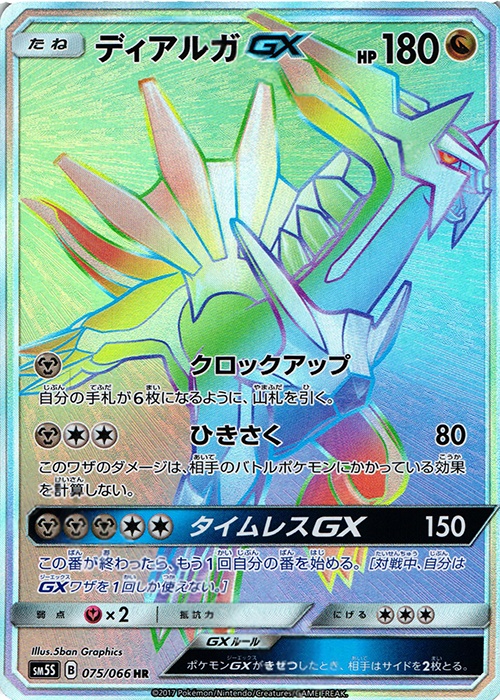 たね ディアルガGX HP 180
クロックアップ
自分の手札が6枚になるように、山札を引く。
ひきさく 80
このワザのダメージは、相手のバトルポケモンにかかっている効果
を計算しない。
タイムレスGX 150
この番が終わったら、もう1回自分の番を始める。[対戦中、自分は
GXワザを1回しか使えない。]
弱点 ×2 抵抗力 にげる
Illus.5ban Graphics
GXルール
SM5S B 075/066 HR
ポケモンGXがきぜつしたとき、相手はサイドを2枚とる。
©2017 Pokémon/Nintendo/Creatures/GAME FREAK.